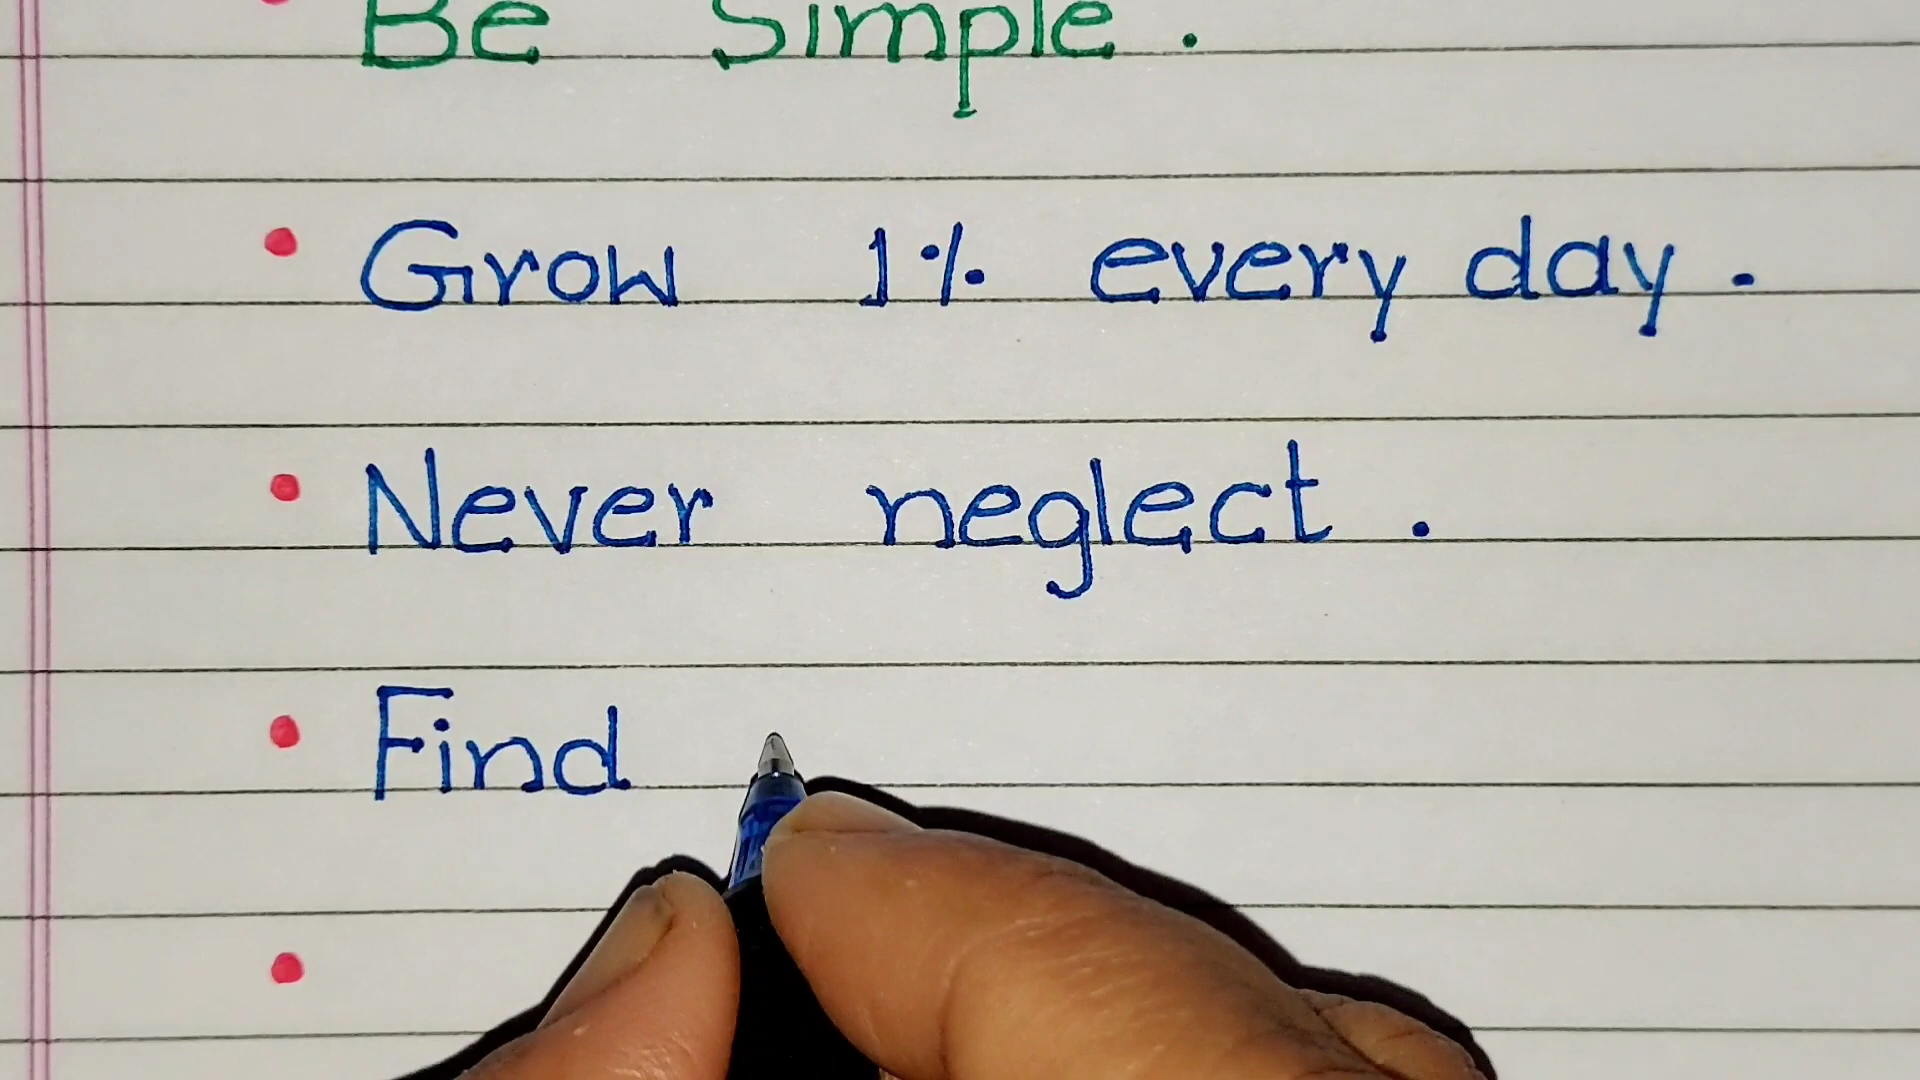 • Be Simple.
• Grow 1% every day.
• Never neglect.
• Find
•